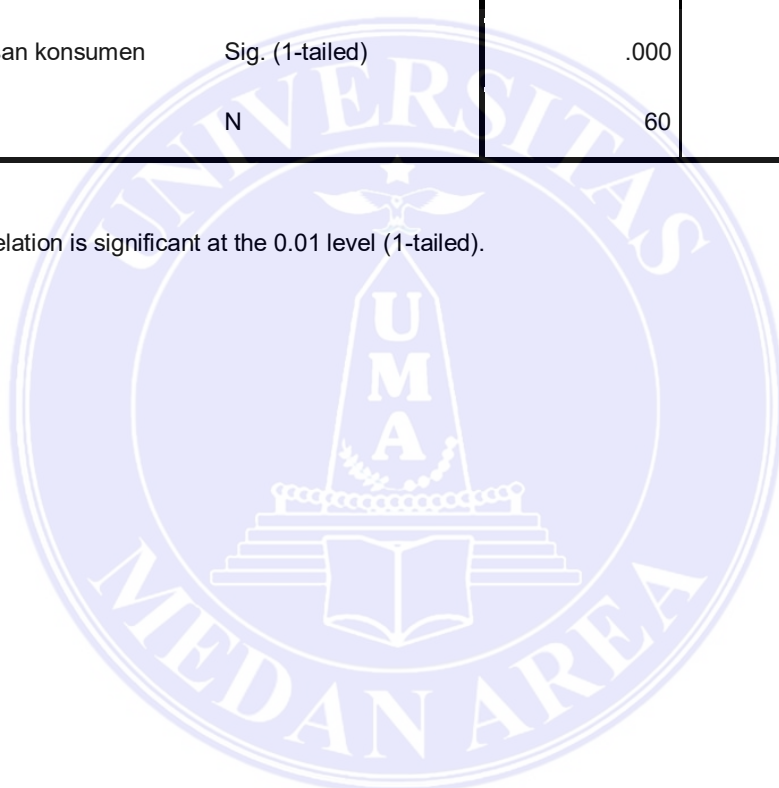 an konsumen Sig. (1-tailed) .000
N 60
elation is significant at the 0.01 level (1-tailed).
UNIVERSITAS
UMA
MEDAN AREA